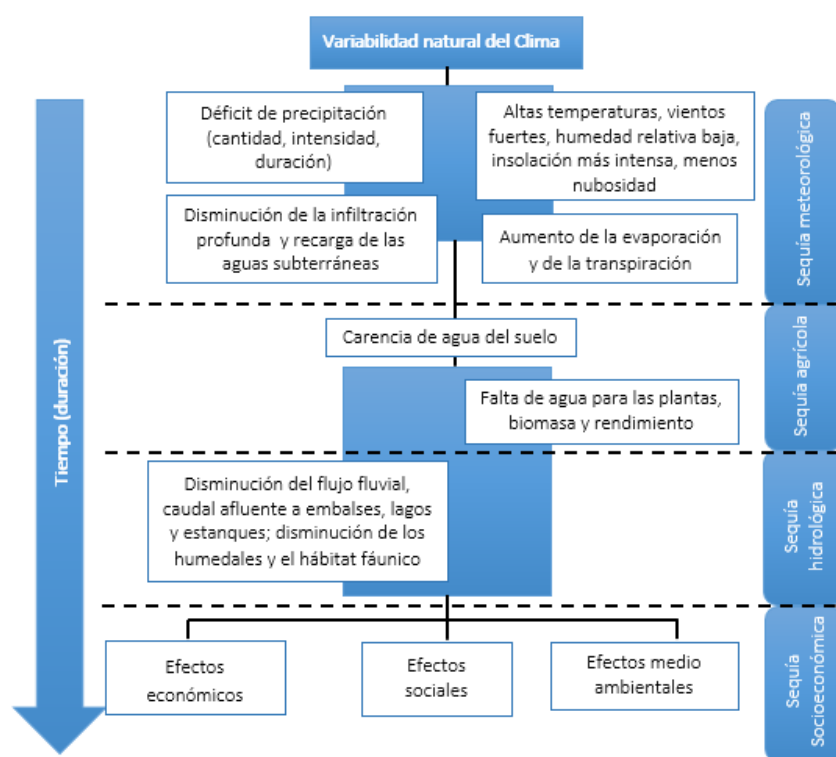 Variabilidad natural del Clima
Déficit de precipitación
(cantidad, intensidad,
duración)
Altas temperaturas, vientos
fuertes, humedad relativa baja,
insolación más intensa, menos
nubosidad
Disminución de la infiltración
profunda y recarga de las
aguas subterráneas
Aumento de la evaporación
y de la transpiración
Sequía meteorológica
Tiempo (duración)
Carencia de agua del suelo
Falta de agua para las plantas,
biomasa y rendimiento
Sequía agrícola
Disminución del flujo fluvial,
caudal afluente a embalses, lagos
y estanques; disminución de los
humedales y el hábitat fáunico
Sequía
hidrológica
Efectos
económicos
Efectos
sociales
Efectos medio
ambientales
Sequía
Socioeconómica